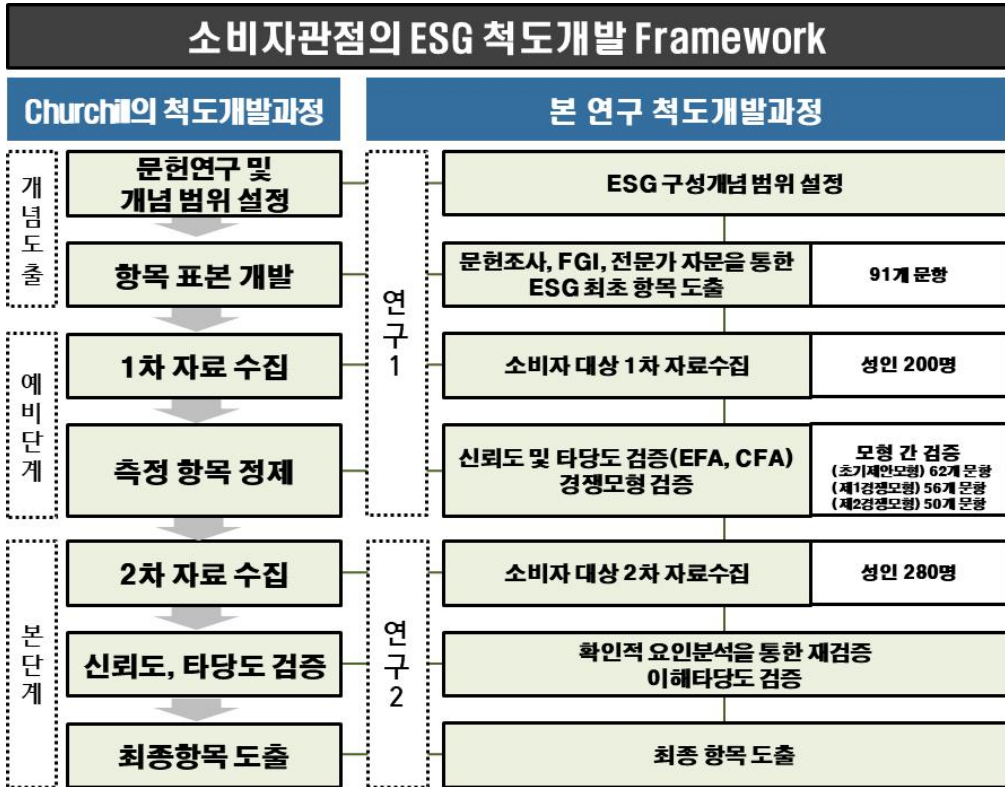 소비자관점의 ESG 척도개발 Framework
Churchill의 척도개발과정
본 연구 척도개발과정
개념도출
문헌연구 및
개념 범위 설정
연구1
ESG 구성개념 범위 설정
항목 표본 개발
문헌조사, FGI, 전문가 자문을 통한
ESG 최초 항목 도출
91개 문항
예비단계
1차 자료 수집
소비자 대상 1차 자료수집
성인 200명
측정 항목 정제
신뢰도 및 타당도 검증(EFA, CFA)
경쟁모형 검증
모형 간 검증
(초기제안모형) 62개 문항
(제1경쟁모형) 56개 문항
(제2경쟁모형) 50개 문항
본단계
2차 자료 수집
연구2
소비자 대상 2차 자료수집
성인 280명
신뢰도, 타당도 검증
확인적 요인분석을 통한 재검증
이해타당도 검증
최종항목 도출
최종 항목 도출